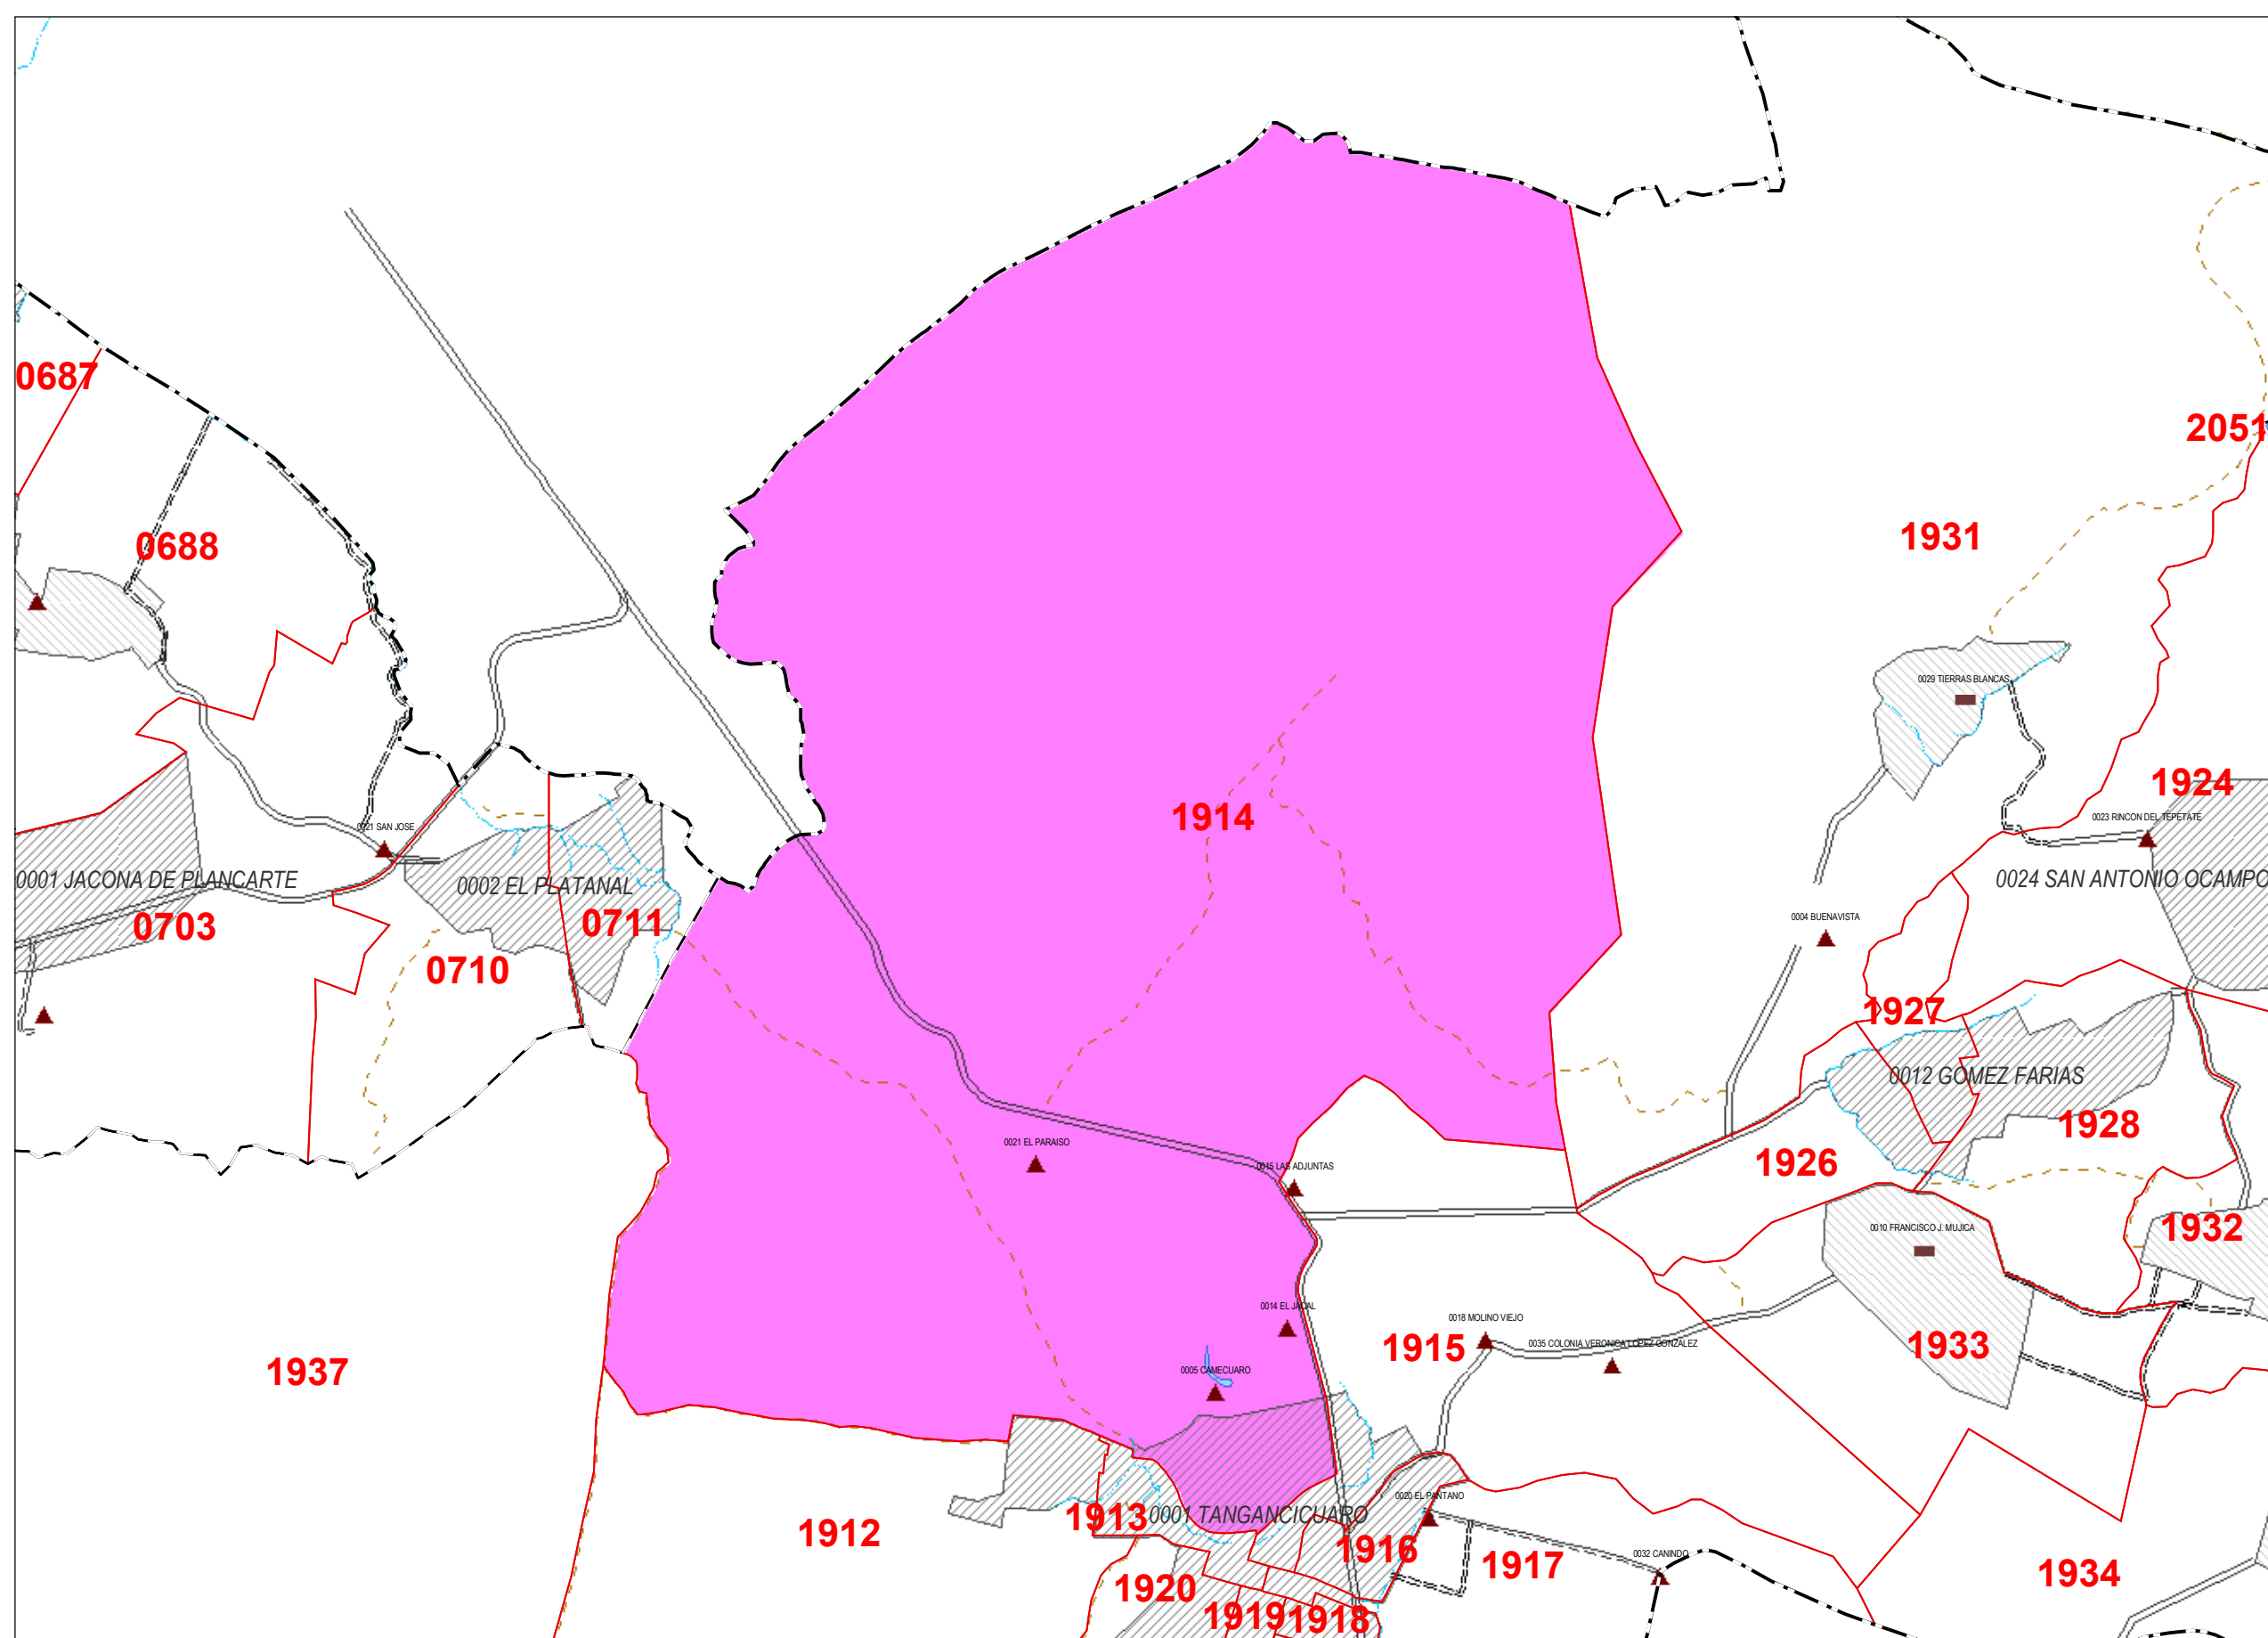 0687
2051
1931
0688
0029 TIERRAS BLANCAS
1924
1914
0023 RINCON DEL TEPETATE
0021 SAN JOSE
0001 JACONA DE PLANCARTE
0002 EL PLATANAL
0024 SAN ANTONIO OCAMPO
0703
0711
0004 BUENAVISTA
0710
1927
0012 GOMEZ FARIAS
1928
0021 EL PARAISO
0015 LAS ADJUNTAS
1926
0010 FRANCISCO J. MUJICA
1932
0014 EL JACAL
0018 MOLINO VIEJO
0035 COLONIA VERONICA LOPEZ GONZALEZ
1915
1933
1937
0005 CAMECUARO
0020 EL PANTANO
1913
0001 TANGANCICUARO
1912
1916
0032 CANINDO
1917
1934
1920
1919
1918